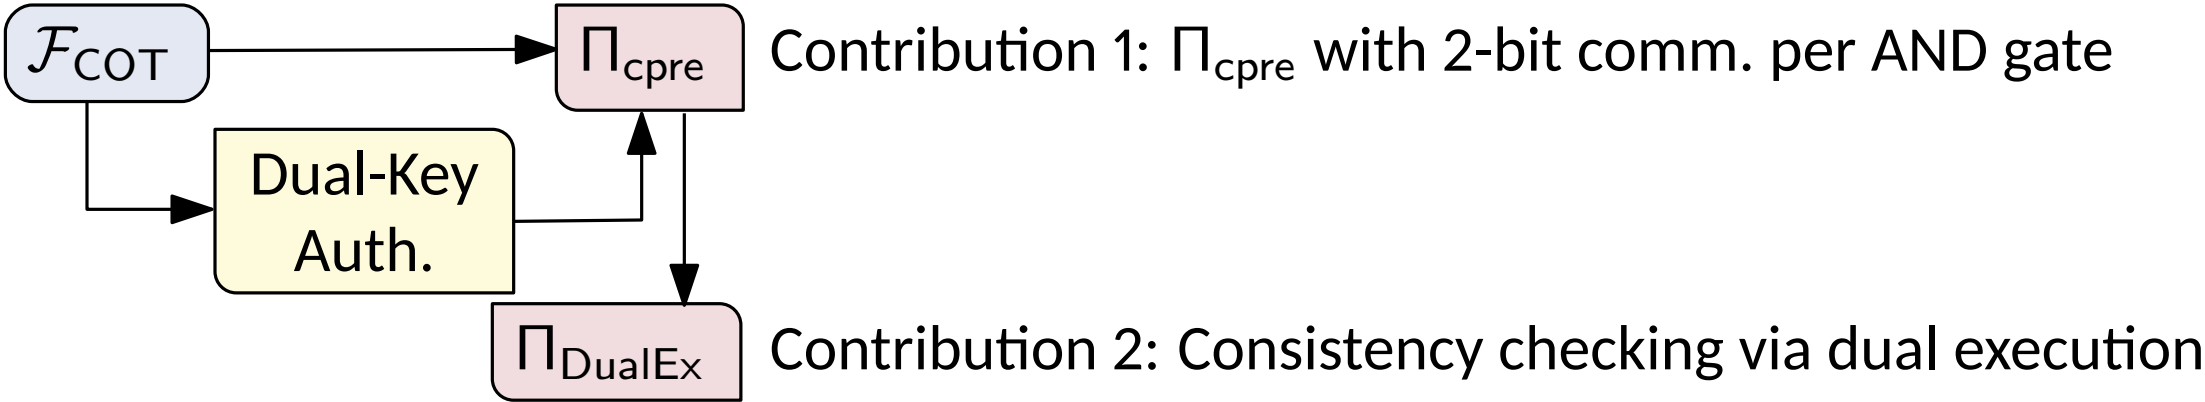 ℱ_COT
Π_cpre
Contribution 1: Π_cpre with 2-bit comm. per AND gate
Dual-Key
Auth.
Π_DualEx
Contribution 2: Consistency checking via dual execution